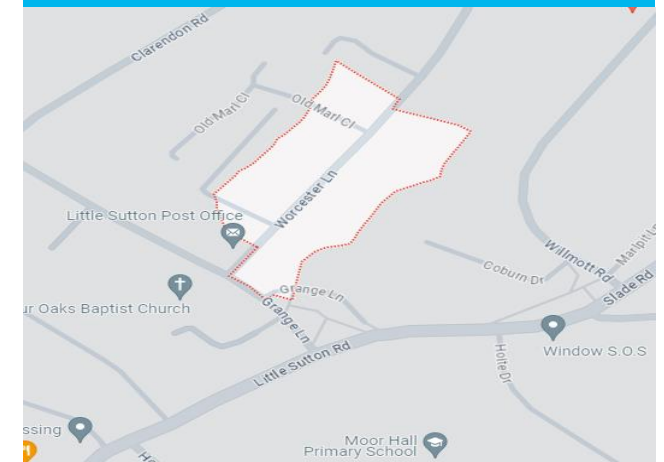 Clarendon Rd
Old Marl Cl
Old Marl Cl
Worcester Ln
Little Sutton Post Office
ur Oaks Baptist Church
Grange Ln
Grange Ln
Coburn Dr
Willmott Rd
Marlpit Ln
Slade Rd
Window S.O.S
Holte Dr
Little Sutton Rd
ssing
Moor Hall
Primary School